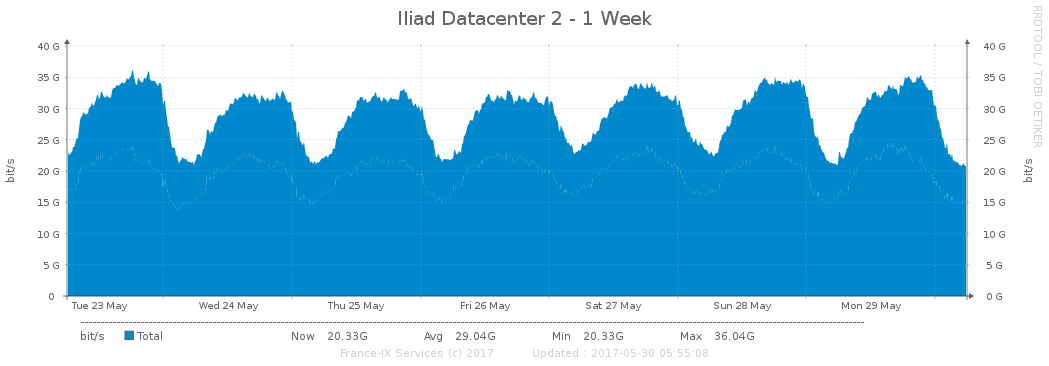 Iliad Datacenter 2 - 1 Week
RRDTOOL / TOBI OETIKER
bit/s
40 G 40 G
35 G 35 G
30 G 30 G
25 G 25 G
20 G 20 G
15 G 15 G
10 G 10 G
5 G 5 G
0 0 G
bit/s
Tue 23 May Wed 24 May Thu 25 May Fri 26 May Sat 27 May Sun 28 May Mon 29 May
bit/s Total Now 20.33G Avg 29.04G Min 20.33G Max 36.04G
France-IX Services (c) 2017 Updated : 2017-05-30 05:55:08